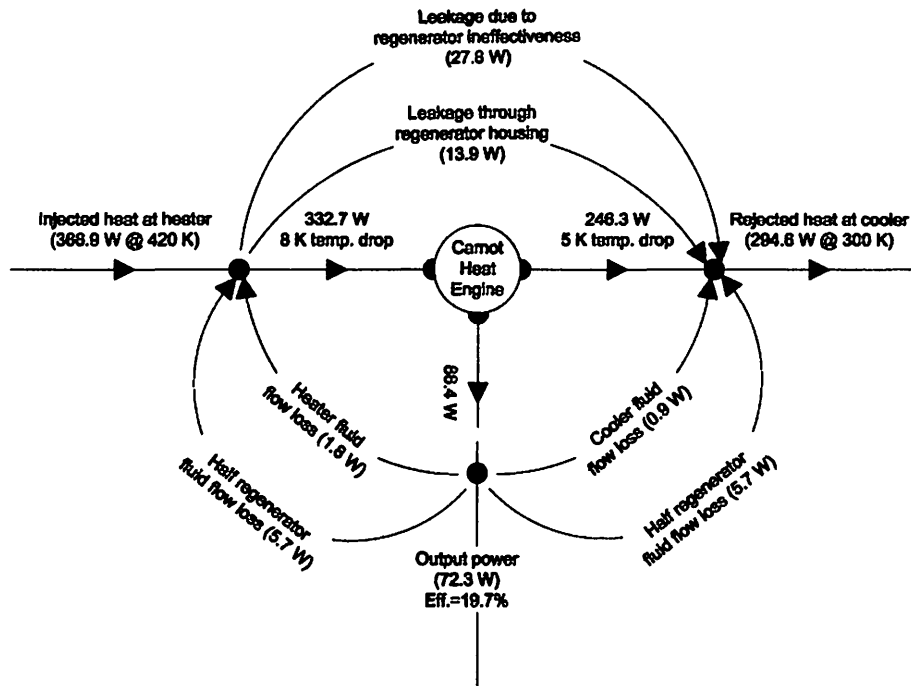 Leakage due to
regenerator ineffectiveness
(27.8 W)
Leakage through
regenerator housing
(13.9 W)
Injected heat at heater
(366.9 W @ 420 K)
332.7 W
8 K temp. drop
Carnot
Heat
Engine
246.3 W
5 K temp. drop
Rejected heat at cooler
(294.6 W @ 300 K)
86.4 W
Heater fluid
flow loss (1.8 W)
Cooler fluid
flow loss (0.9 W)
Half regenerator
fluid flow loss (5.7 W)
Half regenerator
fluid flow loss (5.7 W)
Output power
(72.3 W)
Eff.=19.7%